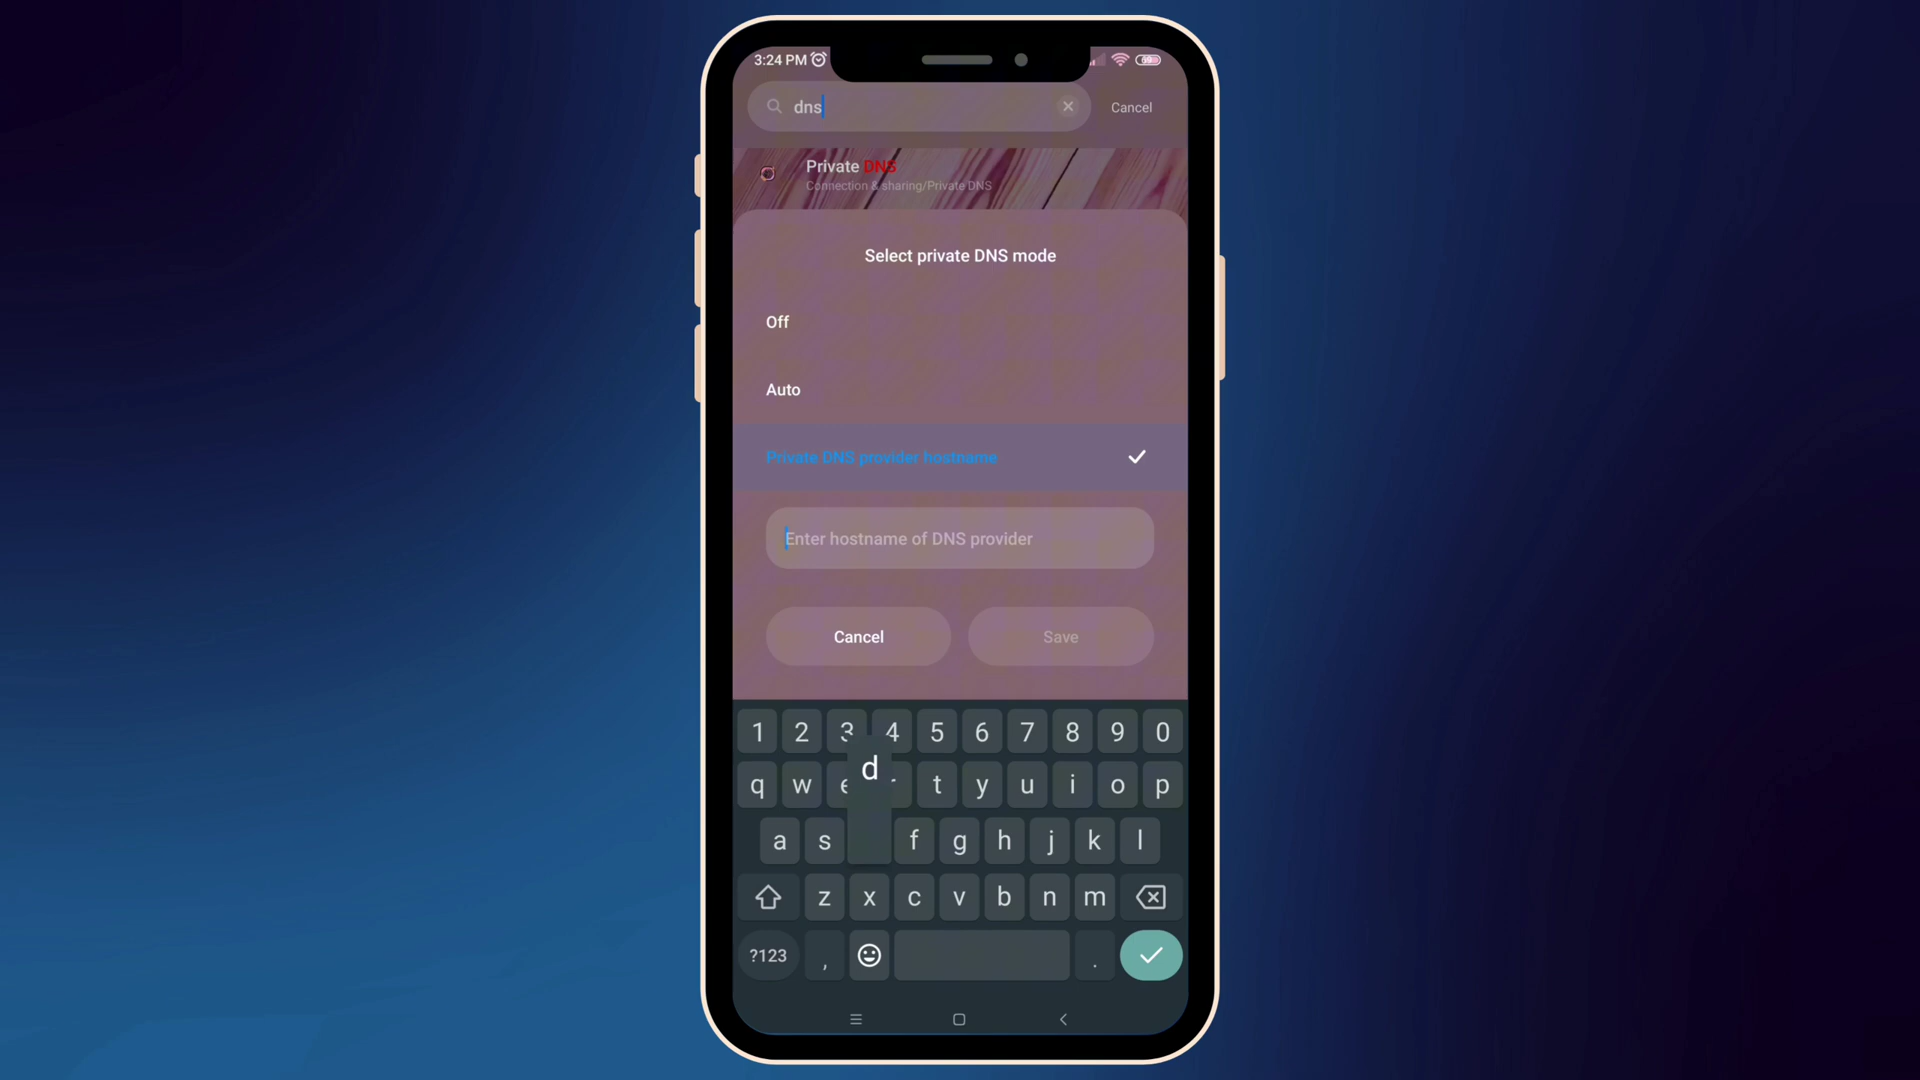 3:24 PM
dns
Cancel
Private DNS
Connection & sharing/Private DNS
Select private DNS mode
Off
Auto
Private DNS provider hostname
Enter hostname of DNS provider
Cancel
Save
1 2 3 4 5 6 7 8 9 0
d
q w e r t y u i o p
a s f g h j k l
z x c v b n m
?123 , .